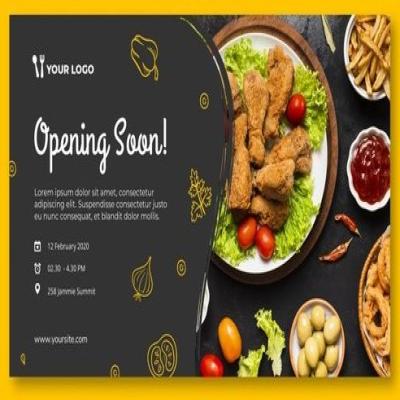 YOUR LOGO
Opening Soon!
Lorem ipsum dolor sit amet, consectetur
adipiscing elit. Suspendisse consectetur justo
eu nunc consequat, et mattis dolor mollis.
12 February 2020
02.30 - 4.30 PM
258 Jammie Summit
www.yoursite.com